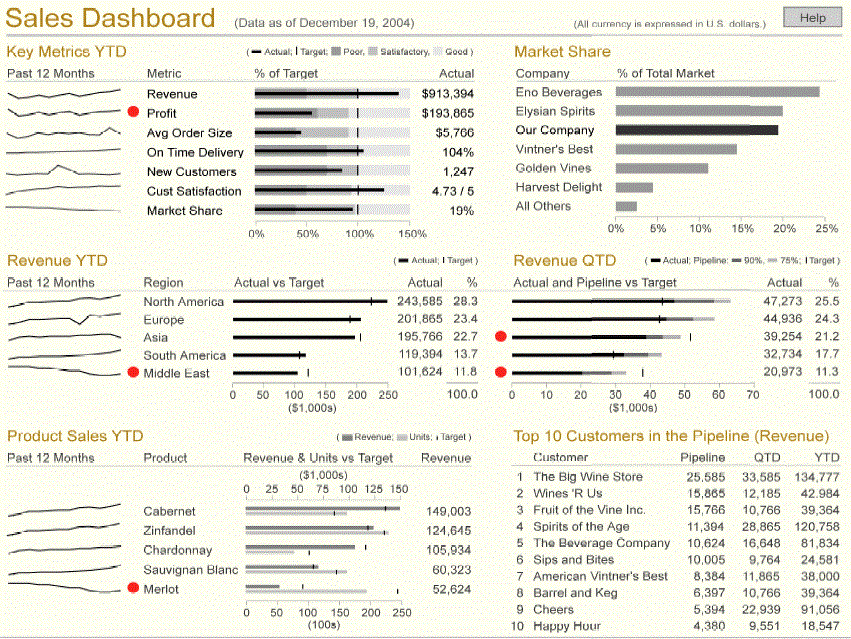 Sales Dashboard (Data as of December 19, 2004) (All currency is expressed in U.S. dollars.) Help
Key Metrics YTD ( Actual; Target; Poor, Satisfactory, Good )
Past 12 Months Metric % of Target Actual
Revenue $913,394
Profit $193,865
Avg Order Size $5,766
On Time Delivery 104%
New Customers 1,247
Cust Satisfaction 4.73 / 5
Market Share 19%
0% 50% 100% 150%
Market Share
Company % of Total Market
Eno Beverages
Elysian Spirits
Our Company
Vintner's Best
Golden Vines
Harvest Delight
All Others
0% 5% 10% 15% 20% 25%
Revenue YTD ( Actual; Target )
Past 12 Months Region Actual vs Target Actual %
North America 243,585 28.3
Europe 201,865 23.4
Asia 195,766 22.7
South America 119,394 13.7
Middle East 101,624 11.8
0 50 100 150 200 250 100.0
($1,000s)
Revenue QTD ( Actual; Pipeline: 90%, 75%; Target )
Actual and Pipeline vs Target Actual %
47,273 25.5
44,936 24.3
39,254 21.2
32,734 17.7
20,973 11.3
0 10 20 30 40 50 60 70 100.0
($1,000s)
Product Sales YTD ( Revenue; Units; Target )
Past 12 Months Product Revenue & Units vs Target Revenue
($1,000s)
0 25 50 75 100 125 150
Cabernet 149,003
Zinfandel 124,645
Chardonnay 105,934
Sauvignan Blanc 60,323
Merlot 52,624
0 50 100 150 200 250
(100s)
Top 10 Customers in the Pipeline (Revenue)
Customer Pipeline QTD YTD
1 The Big Wine Store 25,585 33,585 134,777
2 Wines 'R Us 15,865 12,185 42,984
3 Fruit of the Vine Inc. 15,766 10,766 39,364
4 Spirits of the Age 11,394 28,865 120,758
5 The Beverage Company 10,624 16,648 81,834
6 Sips and Bites 10,005 9,764 24,581
7 American Vintner's Best 8,384 11,865 38,000
8 Barrel and Keg 6,397 10,766 39,364
9 Cheers 5,394 22,939 91,056
10 Happy Hour 4,380 9,551 18,547